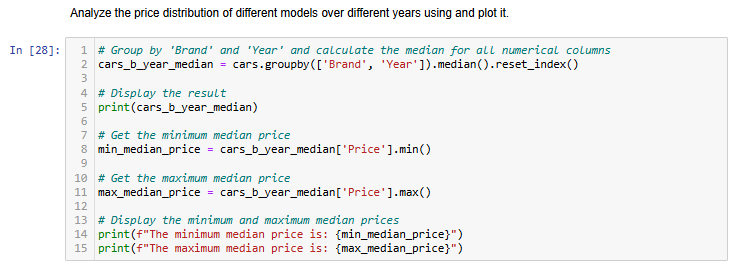 Analyze the price distribution of different models over different years using and plot it.
In [28]:
1 # Group by 'Brand' and 'Year' and calculate the median for all numerical columns
2 cars_b_year_median = cars.groupby(['Brand', 'Year']).median().reset_index()
3
4 # Display the result
5 print(cars_b_year_median)
6
7 # Get the minimum median price
8 min_median_price = cars_b_year_median['Price'].min()
9
10 # Get the maximum median price
11 max_median_price = cars_b_year_median['Price'].max()
12
13 # Display the minimum and maximum median prices
14 print(f"The minimum median price is: {min_median_price}")
15 print(f"The maximum median price is: {max_median_price}")